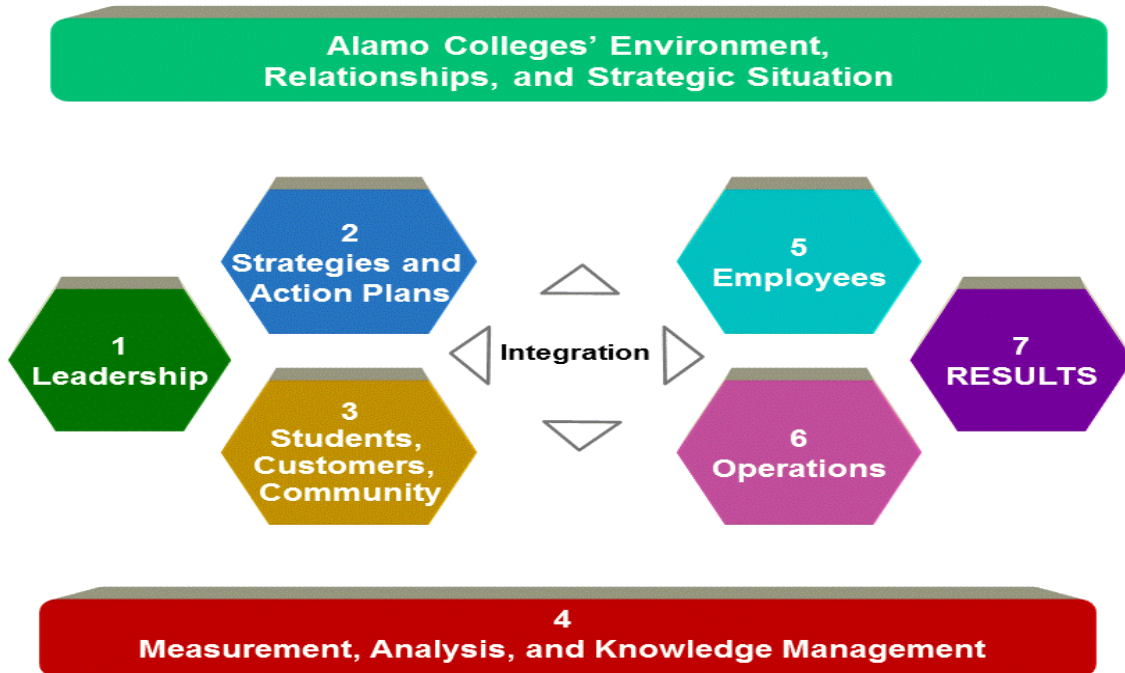 Alamo Colleges’ Environment,
Relationships, and Strategic Situation
1
Leadership
2
Strategies and
Action Plans
3
Students,
Customers,
Community
Integration
5
Employees
6
Operations
7
RESULTS
4
Measurement, Analysis, and Knowledge Management